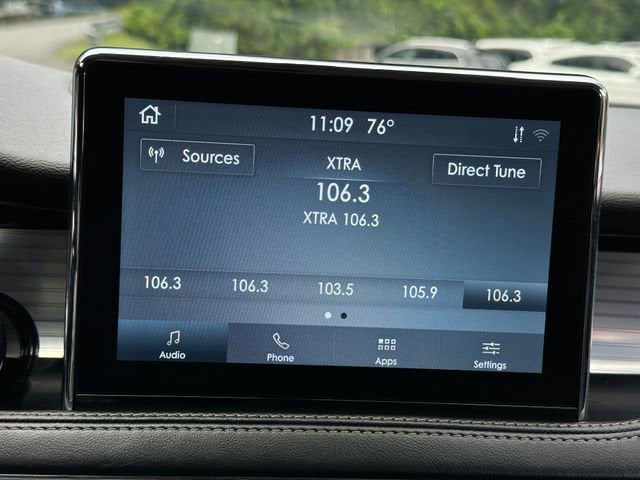 11:09 76°
Sources
XTRA
Direct Tune
106.3
XTRA 106.3
106.3 106.3 103.5 105.9 106.3
Audio Phone Apps Settings